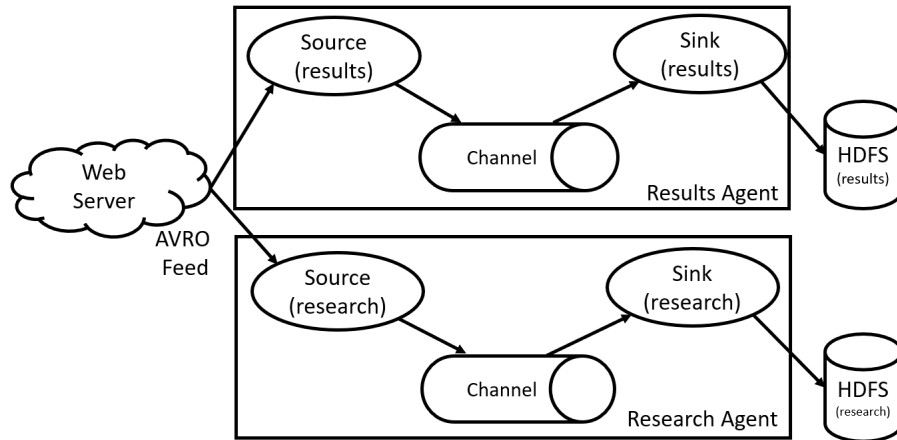 Source
(results)
Sink
(results)
Channel
HDFS
(results)
Results Agent
Web
Server
AVRO
Feed
Source
(research)
Sink
(research)
Channel
HDFS
(research)
Research Agent